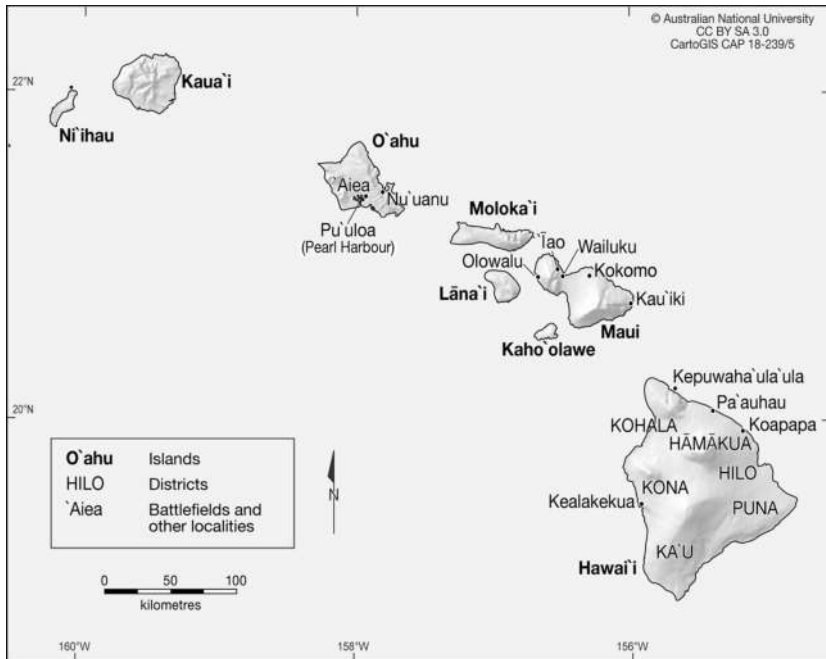 © Australian National University
CC BY SA 3.0
CartoGIS CAP 18-239/5
22°N
Kaua`i
Ni`ihau
O`ahu
`Aiea
Nu`uanu
Pu`uloa
(Pearl Harbour)
Moloka`i
`Īao
Wailuku
Olowalu
Kokomo
Lāna`i
Kau`iki
Maui
Kaho`olawe
20°N
Kepuwaha`ula`ula
Pa`auhau
KOHALA
Koapapa
HĀMĀKUA
HILO
KONA
Kealakekua
PUNA
KA`U
Hawai`i
O`ahu Islands
HILO Districts
`Aiea Battlefields and
other localities
N
0 50 100
kilometres
160°W
158°W
156°W